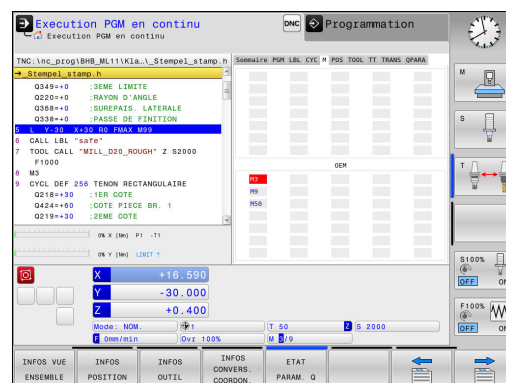 Execution PGM en continu
Execution PGM en continu
DNC
Programmation
TNC:\nc_prog\BHB_ML11\Kla…\_Stempel_stamp.h
→_Stempel_stamp.h
Q349=+0 ;3EME LIMITE
Q220=+0 ;RAYON D'ANGLE
Q368=+0 ;SUREPAIS. LATERALE
Q338=+0 ;PASSE DE FINITION
5 L Y-30 X+30 R0 FMAX M99
6 CALL LBL "safe"
7 TOOL CALL "MILL_D20_ROUGH" Z S2000
F1000
8 M3
9 CYCL DEF 256 TENON RECTANGULAIRE
Q218=+30 ;1ER COTE
Q424=+60 ;COTE PIECE BR. 1
Q219=+30 ;2EME COTE
Sommaire PGM LBL CYC M POS TOOL TT TRANS QPARA
OEM
M3
M9
M50
0% X [Nm] P1 -T1
0% Y [Nm] LIMIT 1
X +16.590
Y -30.000
Z +0.400
Mode: NOM. 1 T 50 Z S 2000
F 0mm/min Ovr 100% M 3/9
M
S
T
S100%
OFF ON
F100%
OFF ON
INFOS VUE ENSEMBLE
INFOS POSITION
INFOS OUTIL
INFOS CONVERS. COORDON.
ETAT PARAM. Q